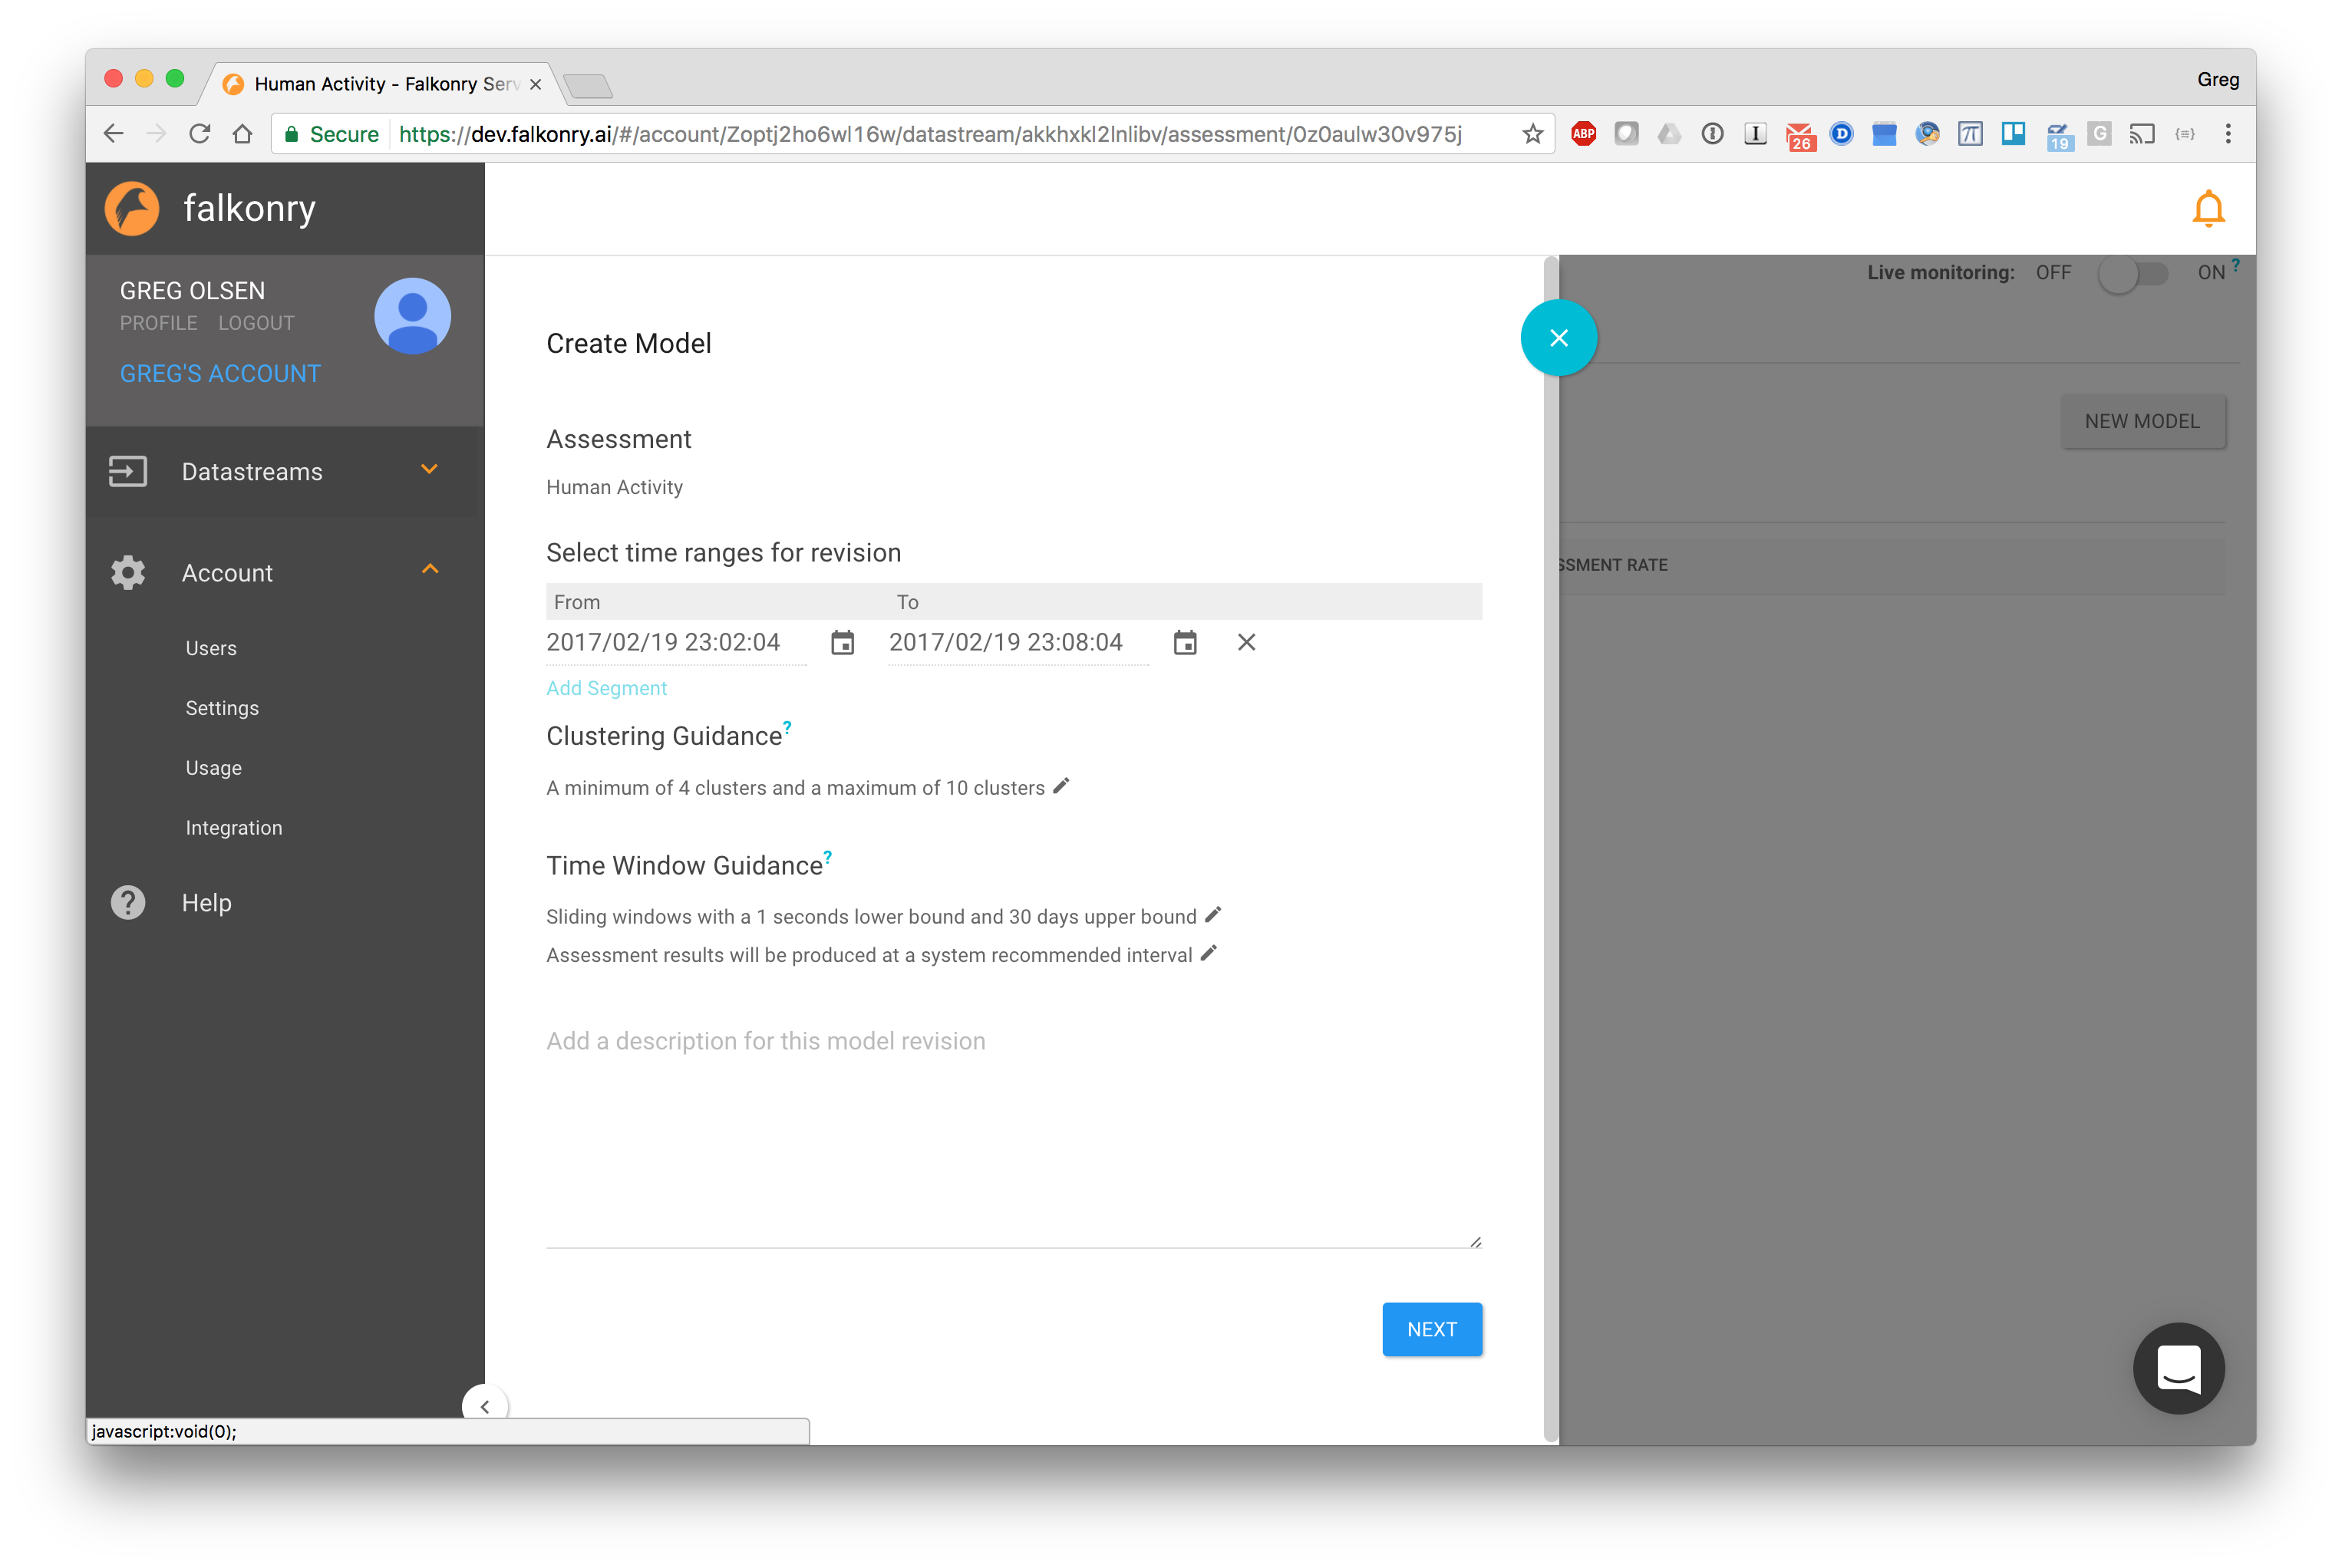 Human Activity - Falkonry Serv
Greg
Secure https://dev.falkonry.ai/#/account/Zoptj2ho6wl16w/datastream/akkhxkl2lnlibv/assessment/0z0aulw30v975j
ABP
26
D
19
G
falkonry
GREG OLSEN
PROFILE LOGOUT
GREG'S ACCOUNT
Datastreams
Account
Users
Settings
Usage
Integration
Help
Create Model
Assessment
Human Activity
Select time ranges for revision
From To
2017/02/19 23:02:04 2017/02/19 23:08:04
Add Segment
Clustering Guidance?
A minimum of 4 clusters and a maximum of 10 clusters
Time Window Guidance?
Sliding windows with a 1 seconds lower bound and 30 days upper bound
Assessment results will be produced at a system recommended interval
Add a description for this model revision
NEXT
Live monitoring: OFF ON ?
NEW MODEL
SSMENT RATE
javascript:void(0);